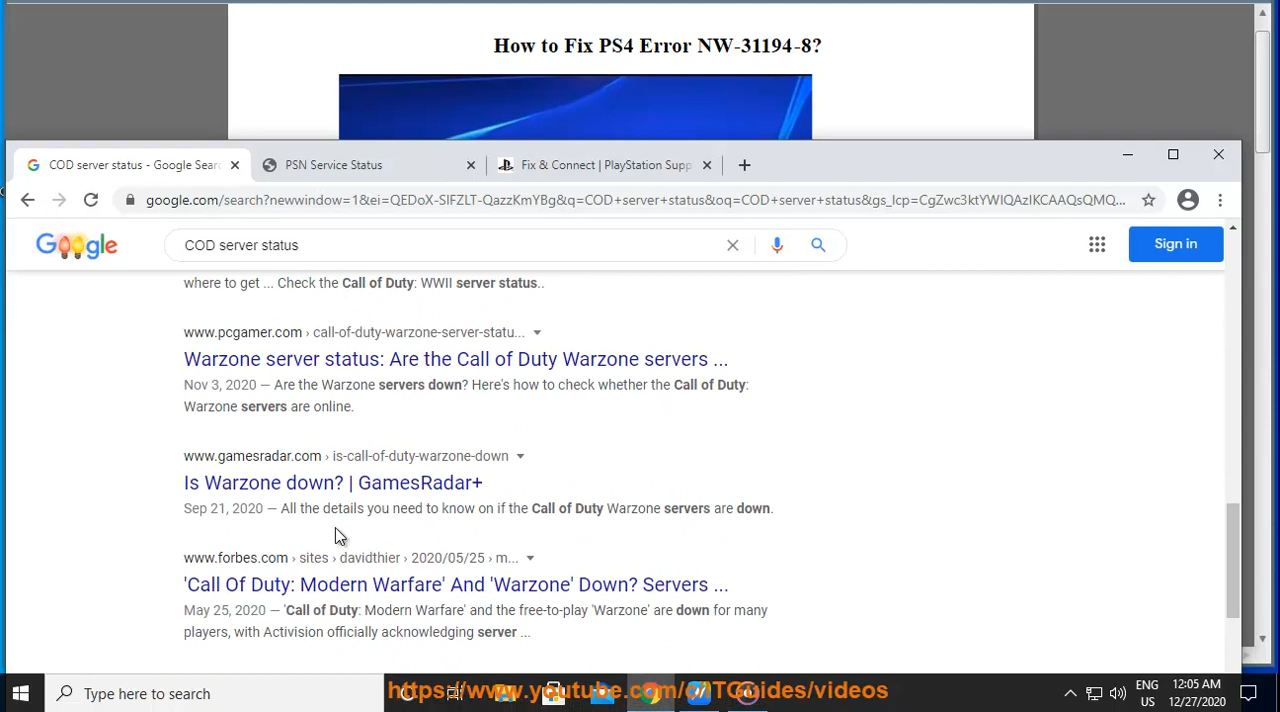 How to Fix PS4 Error NW-31194-8?
COD server status - Google Sear
PSN Service Status
Fix & Connect | PlayStation Supp
google.com/search?newwindow=1&ei=QEDoX-SIFZLT-QazzKmYBg&q=COD+server+status&oq=COD+server+status&gs_lcp=CgZwc3ktYWIQAzIKCAAQsQMQ...
Google
COD server status
Sign in
where to get ... Check the Call of Duty: WWII server status..
www.pcgamer.com › call-of-duty-warzone-server-statu...
Warzone server status: Are the Call of Duty Warzone servers ...
Nov 3, 2020 — Are the Warzone servers down? Here's how to check whether the Call of Duty:
Warzone servers are online.
www.gamesradar.com › is-call-of-duty-warzone-down
Is Warzone down? | GamesRadar+
Sep 21, 2020 — All the details you need to know on if the Call of Duty Warzone servers are down.
www.forbes.com › sites › davidthier › 2020/05/25 › m...
'Call Of Duty: Modern Warfare' And 'Warzone' Down? Servers ...
May 25, 2020 — 'Call of Duty: Modern Warfare' and the free-to-play 'Warzone' are down for many
players, with Activision officially acknowledging server ...
Type here to search
https://www.youtube.com/c/ITGuides/videos
ENG
US
12:05 AM
12/27/2020